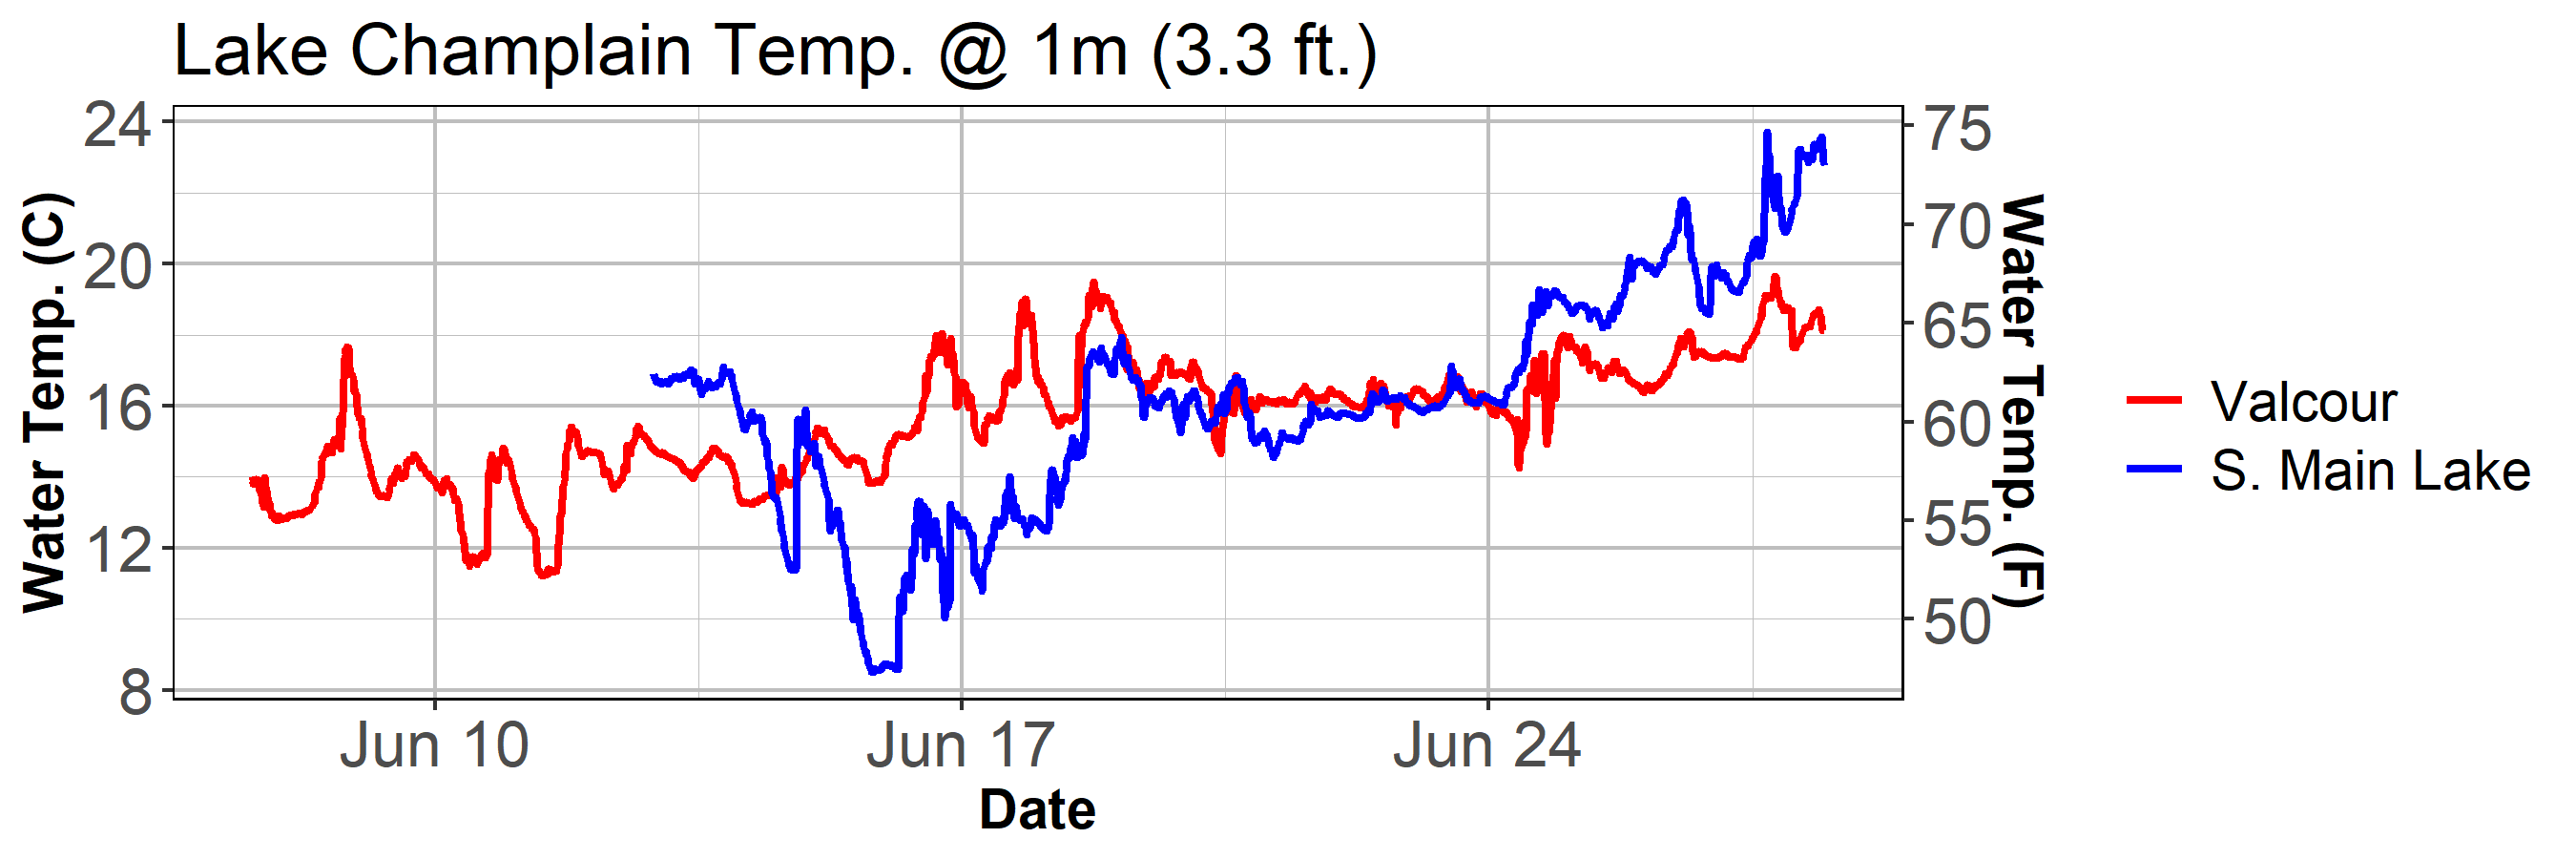 Lake Champlain Temp. @ 1m (3.3 ft.)
Water Temp. (C)
24
20
16
12
8
75
70
65
60
55
50
Water Temp. (F)
Jun 10
Jun 17
Jun 24
Date
Valcour
S. Main Lake